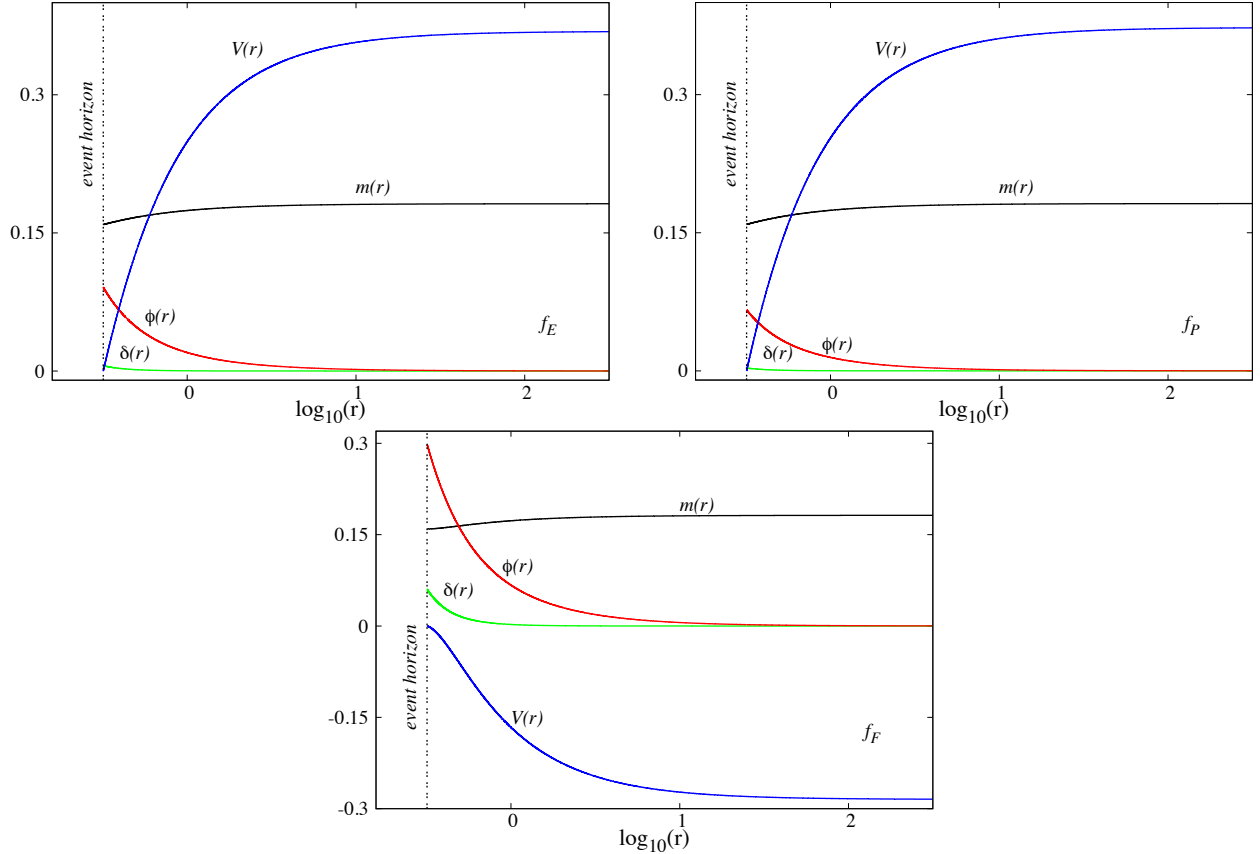 V(r)
0.3
event horizon
m(r)
0.15
ϕ(r)
f_E
δ(r)
0
0 1 2
log₁₀(r)
V(r)
0.3
event horizon
m(r)
0.15
f_P
δ(r) ϕ(r)
0
0 1 2
log₁₀(r)
0.3
m(r)
0.15
ϕ(r)
δ(r)
0
event horizon
V(r)
-0.15
f_F
-0.3
0 1 2
log₁₀(r)